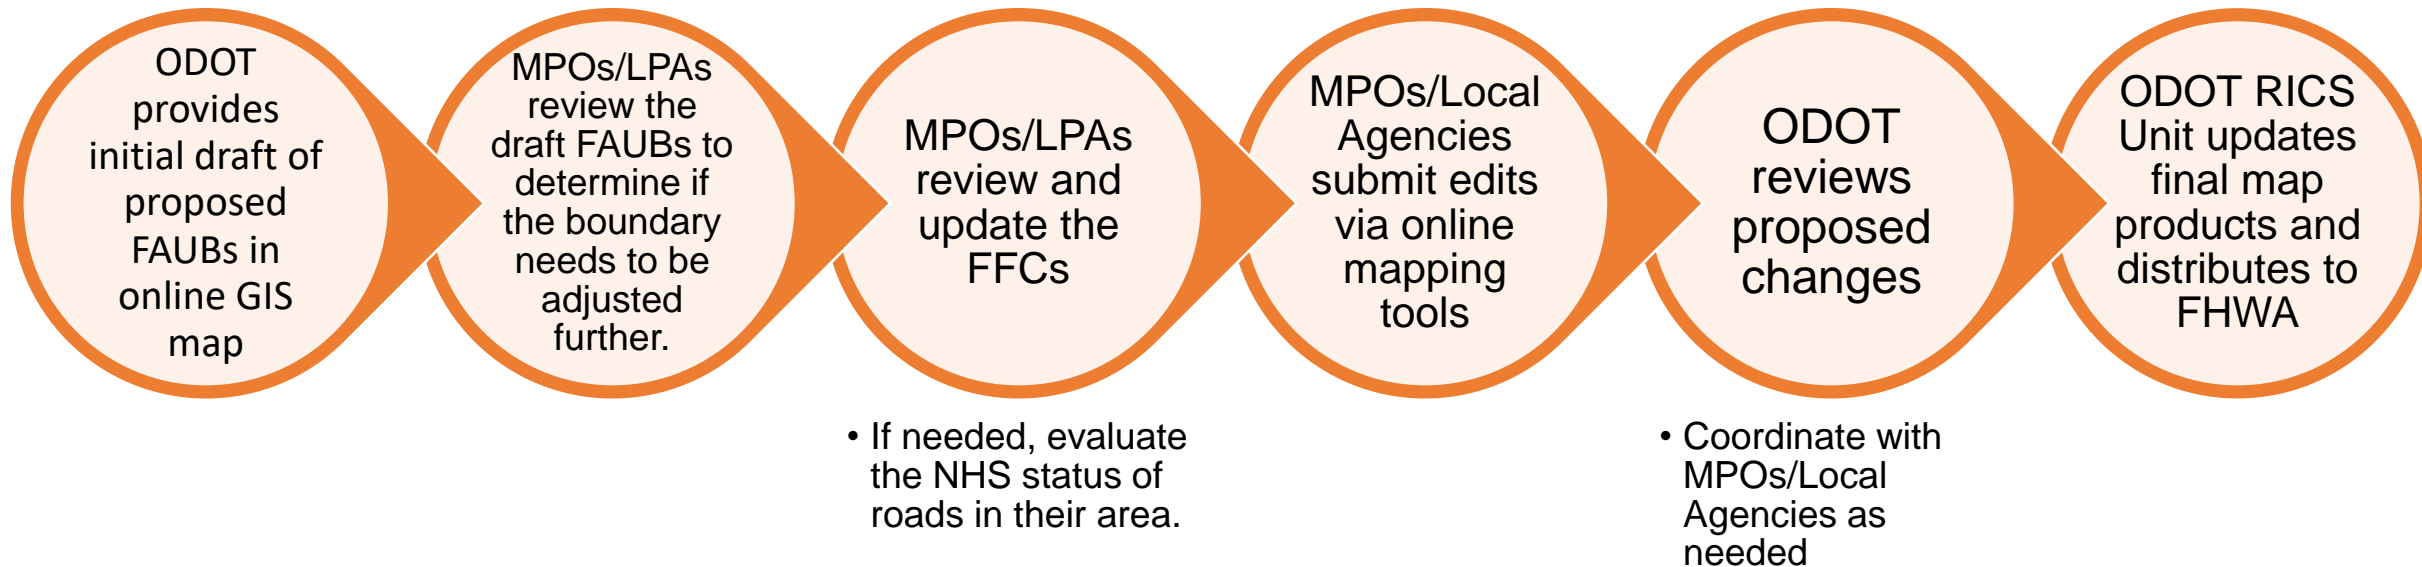 ODOT
provides
initial draft of
proposed
FAUBs in
online GIS
map
MPOs/LPAs
review the
draft FAUBs to
determine if
the boundary
needs to be
adjusted
further.
MPOs/LPAs
review and
update the
FFCs
• If needed, evaluate
the NHS status of
roads in their area.
MPOs/Local
Agencies
submit edits
via online
mapping
tools
ODOT
reviews
proposed
changes
• Coordinate with
MPOs/Local
Agencies as
needed
ODOT RICS
Unit updates
final map
products and
distributes to
FHWA